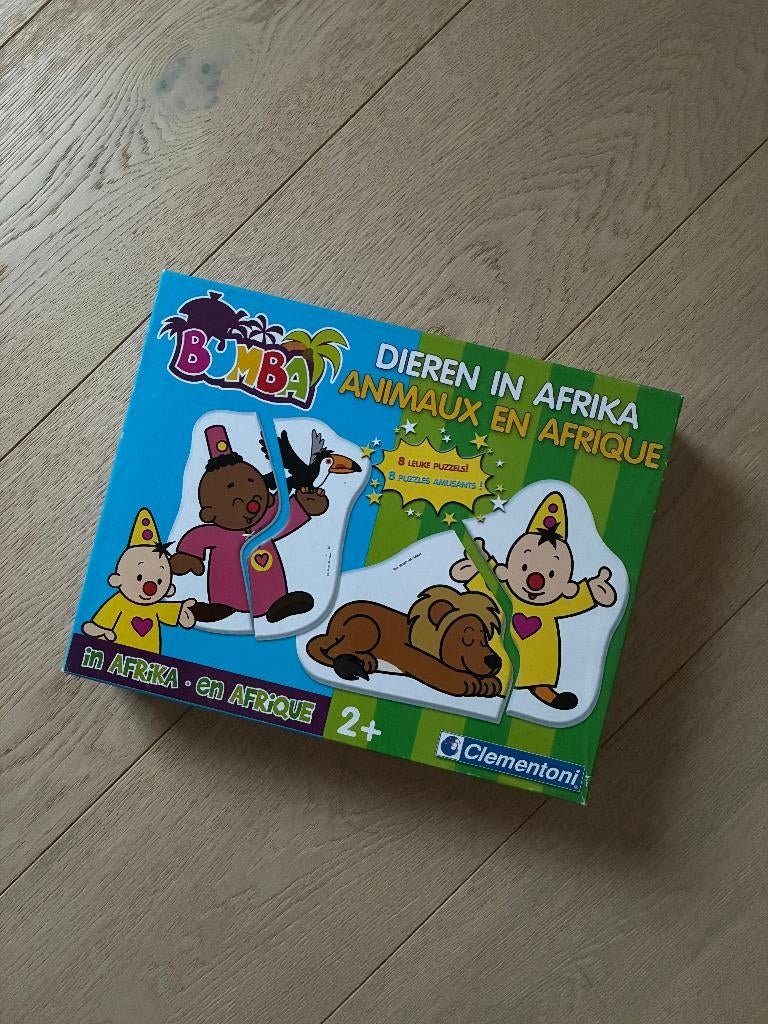 BUMBA
DIEREN IN AFRIKA
ANIMAUX EN AFRIQUE
8 LEUKE PUZZELS!
8 PUZZLES AMUSANTS !
in AFRIKA • en AFRIQUE
2+
Clementoni